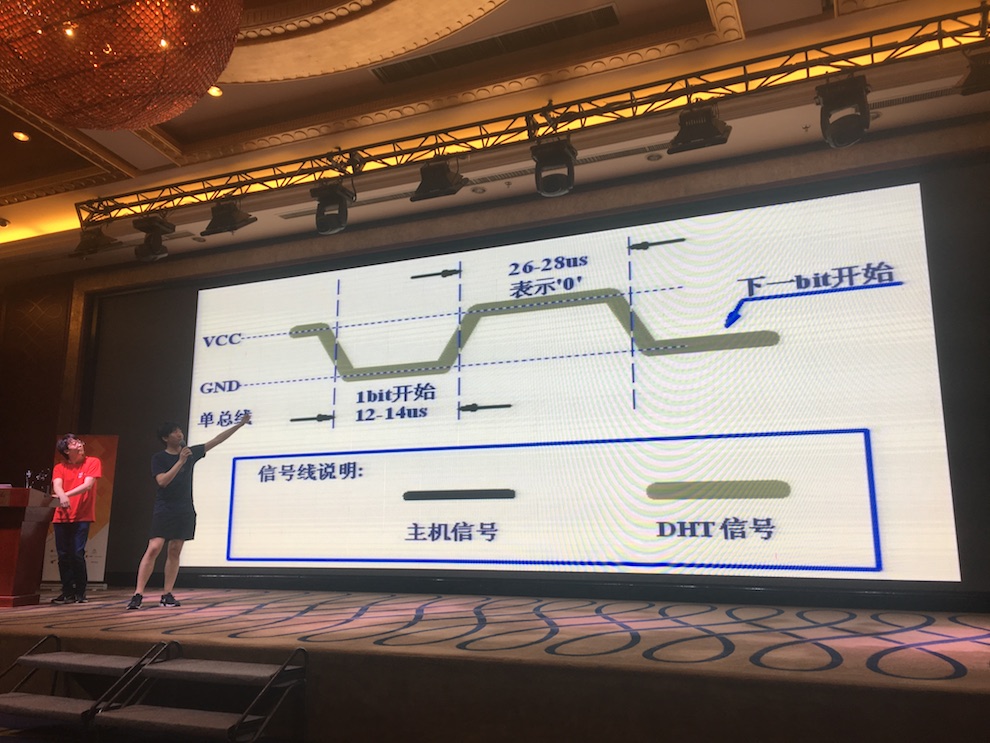 26-28us
表示'0'
下一bit开始
VCC
GND
1bit开始
单总线
12-14us
信号线说明:
主机信号
DHT 信号